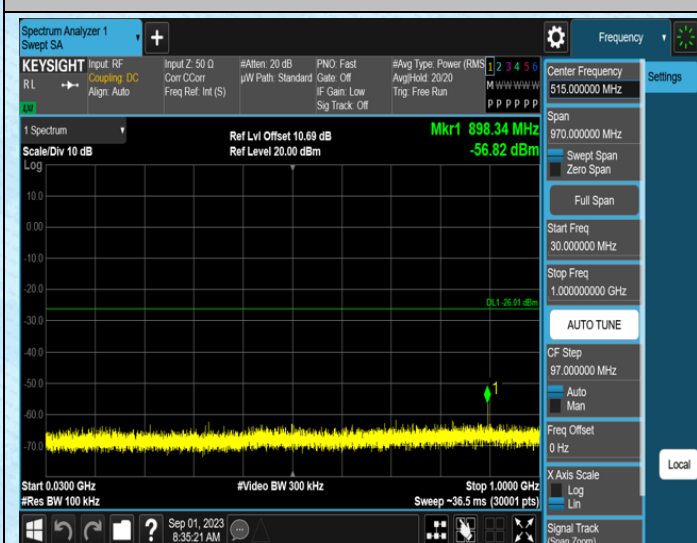 Spectrum Analyzer 1
Swept SA
Frequency
KEYSIGHT
RL
LW
Input: RF
Coupling: DC
Align: Auto
Input Z: 50 Ω
Corr CCorr
Freq Ref: Int (S)
#Atten: 20 dB
µW Path: Standard
PNO: Fast
Gate: Off
IF Gain: Low
Sig Track: Off
#Avg Type: Power (RMS
Avg|Hold: 20/20
Trig: Free Run
1 2 3 4 5 6
M W W W W W
P P P P P P
1 Spectrum
Scale/Div 10 dB
Log
Ref Lvl Offset 10.69 dB
Ref Level 20.00 dBm
Mkr1 898.34 MHz
-56.82 dBm
10.0
0.00
-10.0
-20.0
-30.0
-40.0
-50.0
-60.0
-70.0
DL1 -26.01 dBm
1
Start 0.0300 GHz
#Res BW 100 kHz
#Video BW 300 kHz
Stop 1.0000 GHz
Sweep ~36.5 ms (30001 pts)
Sep 01, 2023
8:35:21 AM
Center Frequency
515.000000 MHz
Span
970.000000 MHz
Swept Span
Zero Span
Full Span
Start Freq
30.000000 MHz
Stop Freq
1.000000000 GHz
AUTO TUNE
CF Step
97.000000 MHz
Auto
Man
Freq Offset
0 Hz
X Axis Scale
Log
Lin
Signal Track
(Span Zoom)
Settings
Local